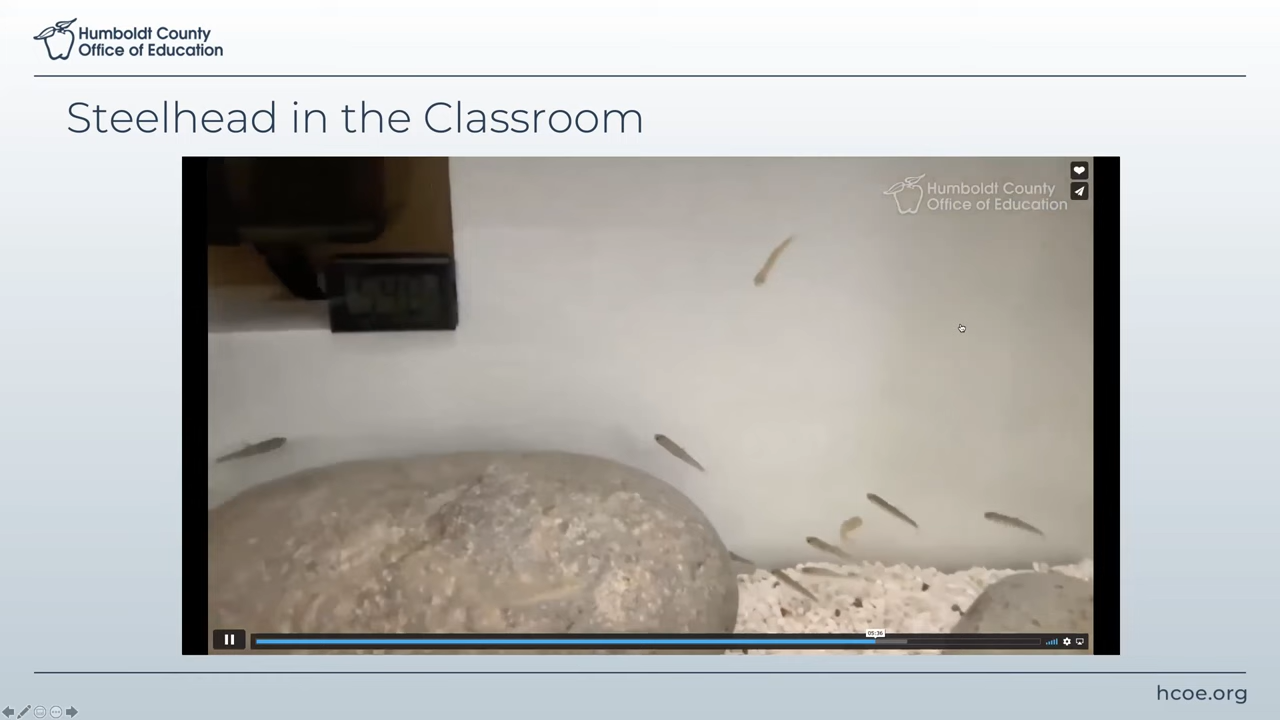 Humboldt County
Office of Education
Steelhead in the Classroom
Humboldt County
Office of Education
05:36
hcoe.org